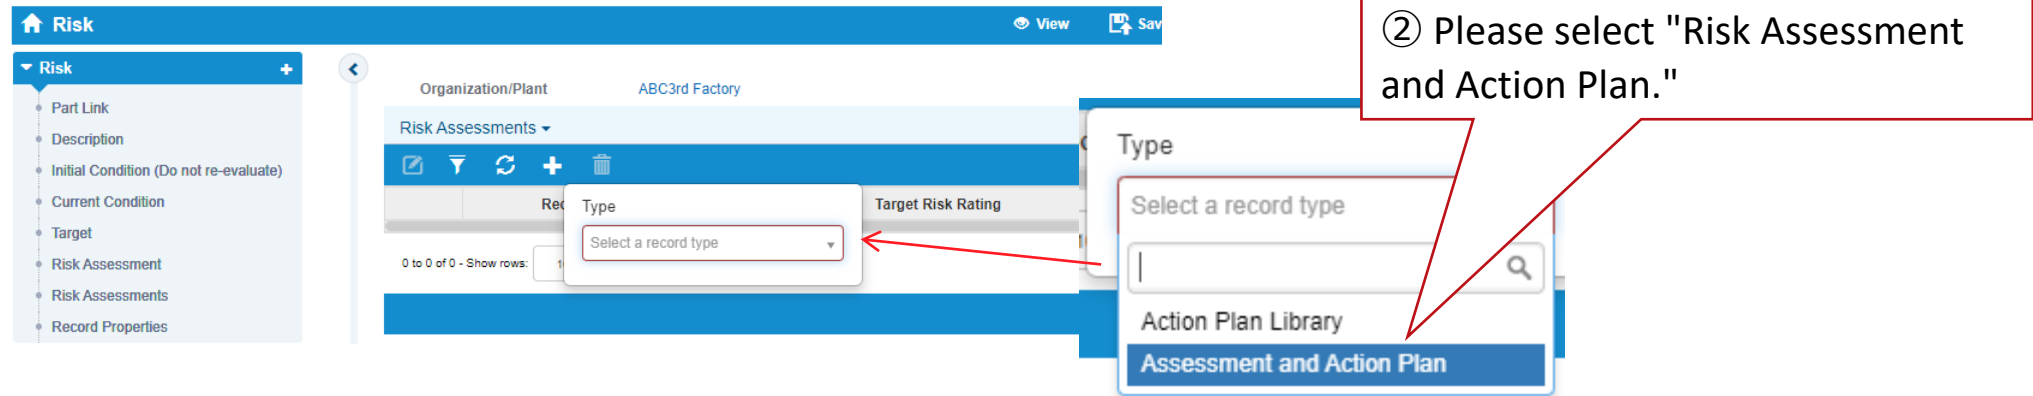 Risk
View
Sav
② Please select "Risk Assessment
and Action Plan."
Risk
Part Link
Description
Initial Condition (Do not re-evaluate)
Current Condition
Target
Risk Assessment
Risk Assessments
Record Properties
Organization/Plant ABC3rd Factory
Risk Assessments
Rec
Target Risk Rating
Type
Select a record type
0 to 0 of 0 - Show rows:
Type
Select a record type
Action Plan Library
Assessment and Action Plan